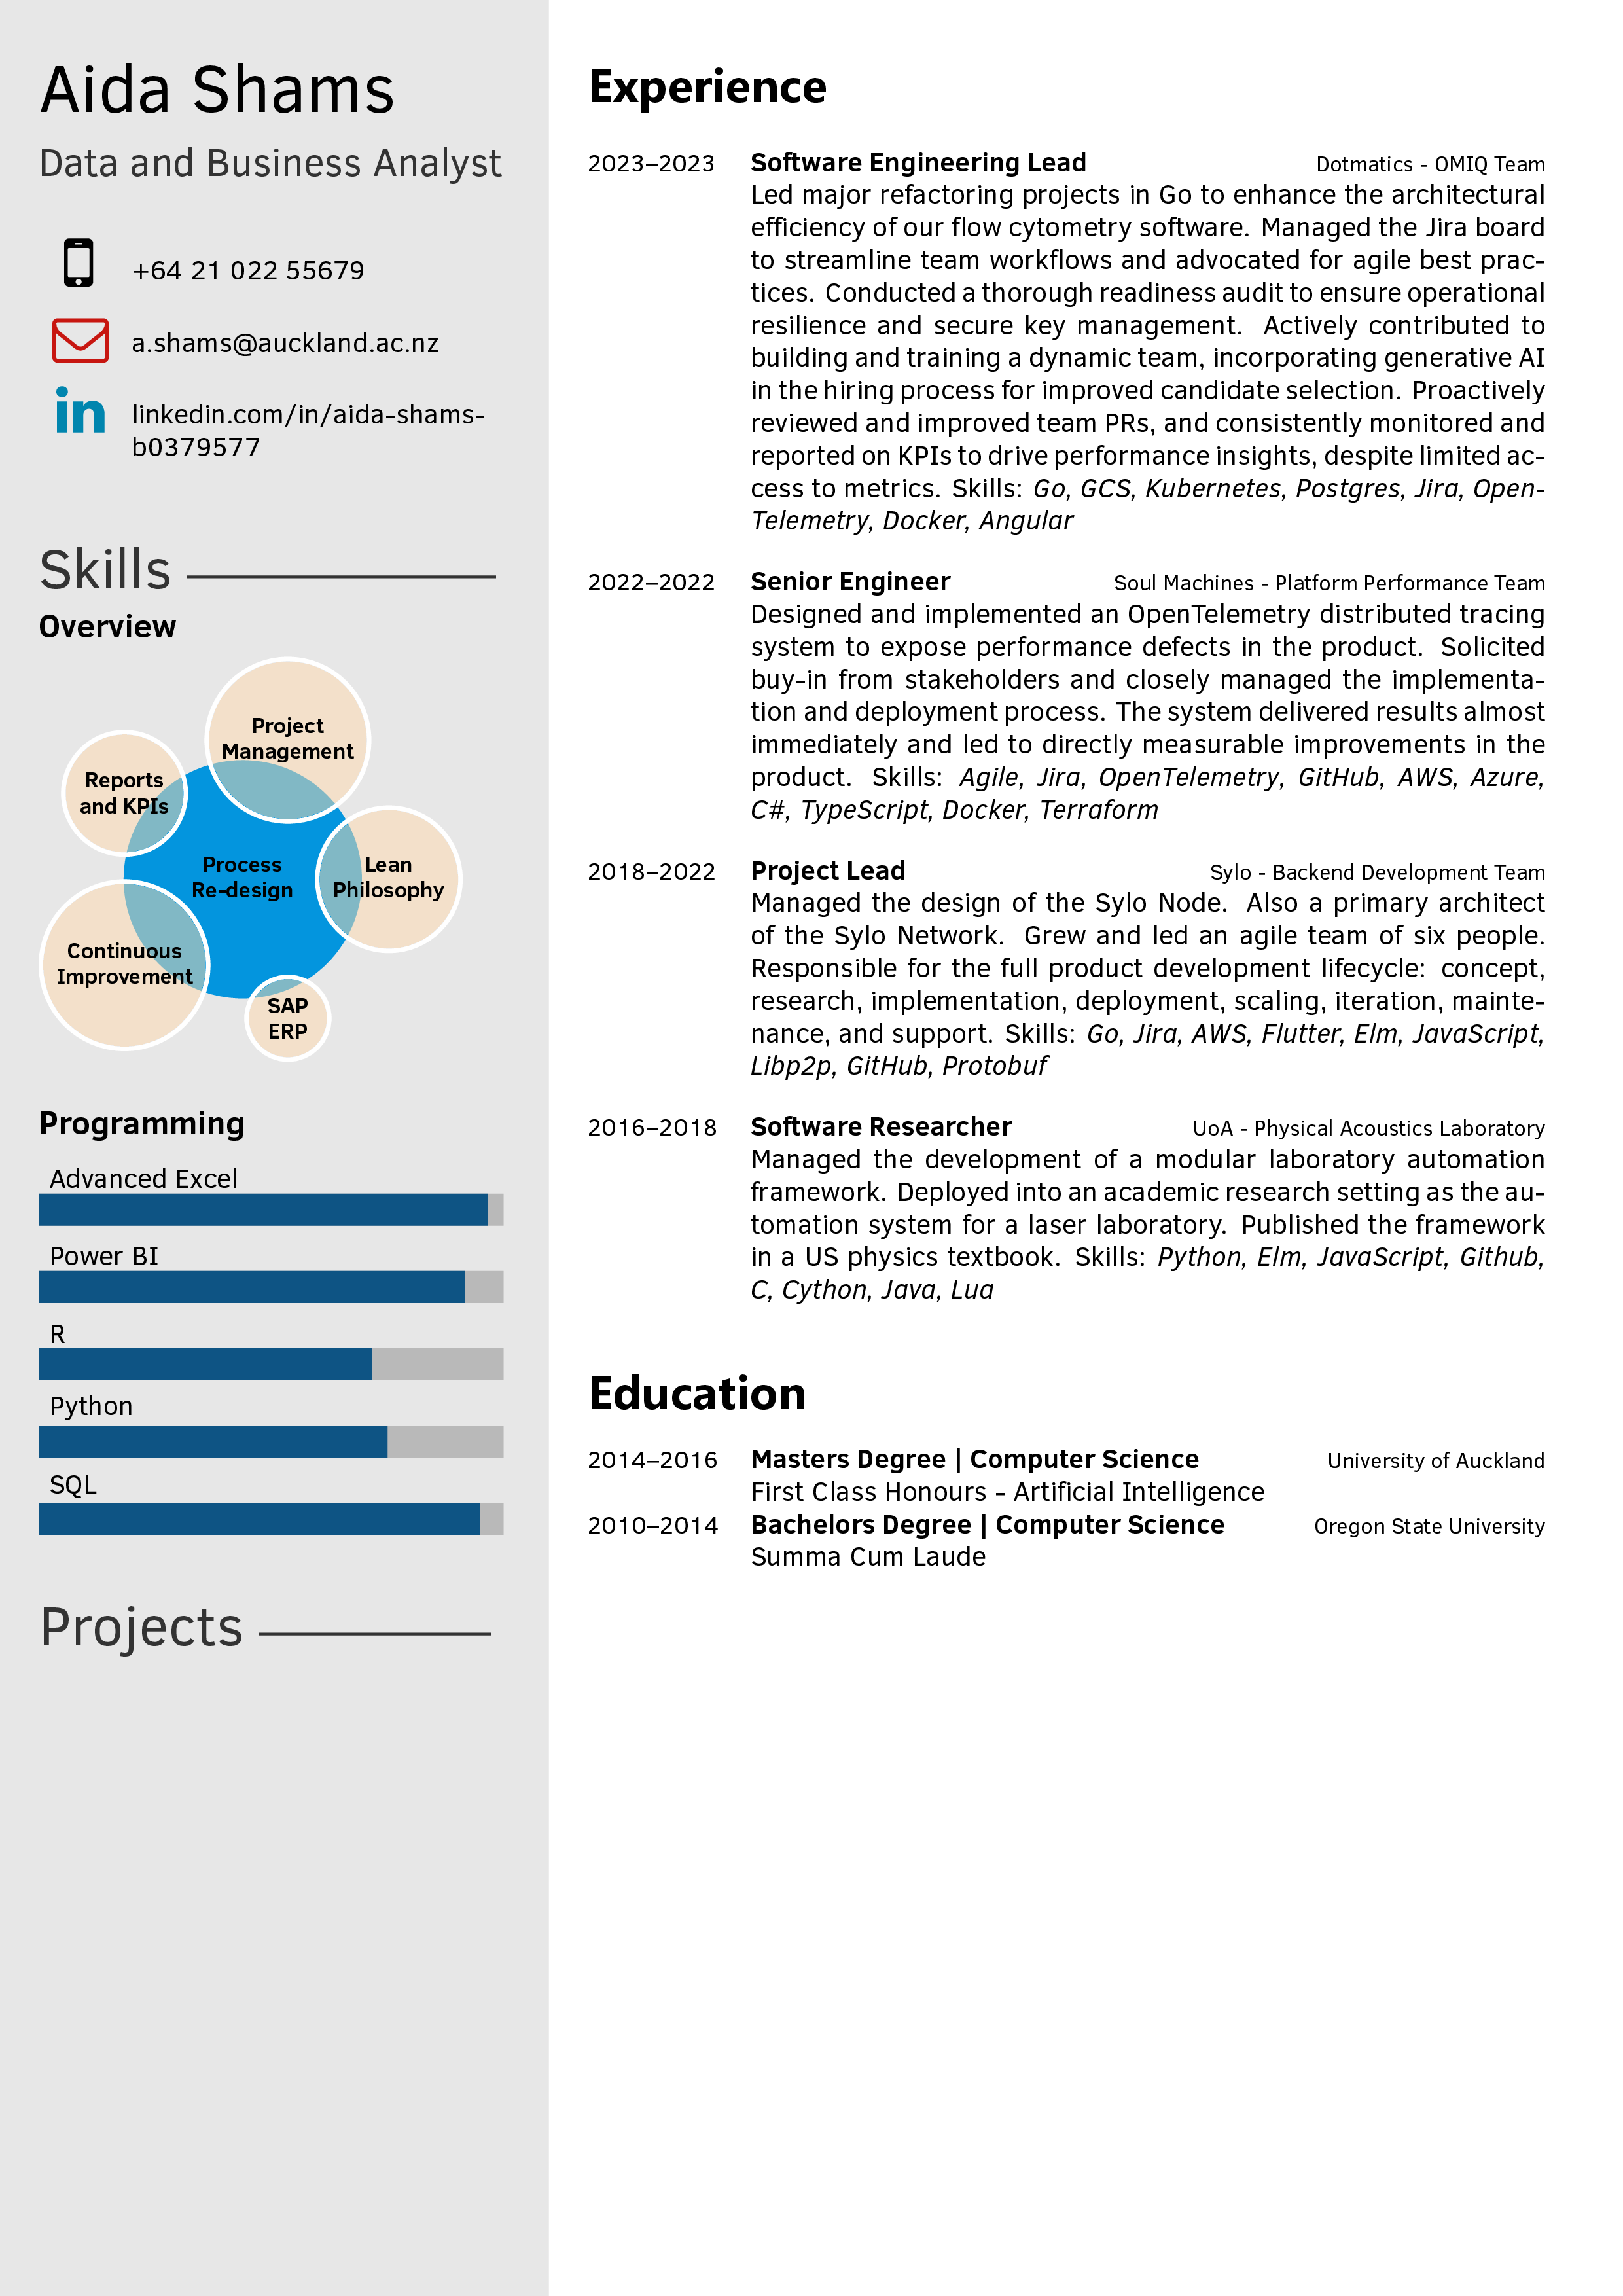 Aida Shams
Data and Business Analyst
+64 21 022 55679
a.shams@auckland.ac.nz
linkedin.com/in/aida-shams-
b0379577
Skills
Overview
Project
Management
Reports
and KPIs
Process
Re-design
Lean
Philosophy
Continuous
Improvement
SAP
ERP
Programming
Advanced Excel
Power BI
R
Python
SQL
Projects
Experience
2023–2023 Software Engineering Lead Dotmatics - OMIQ Team
Led major refactoring projects in Go to enhance the architectural
efficiency of our flow cytometry software. Managed the Jira board
to streamline team workflows and advocated for agile best prac-
tices. Conducted a thorough readiness audit to ensure operational
resilience and secure key management. Actively contributed to
building and training a dynamic team, incorporating generative AI
in the hiring process for improved candidate selection. Proactively
reviewed and improved team PRs, and consistently monitored and
reported on KPIs to drive performance insights, despite limited ac-
cess to metrics. Skills: Go, GCS, Kubernetes, Postgres, Jira, Open-
Telemetry, Docker, Angular
2022–2022 Senior Engineer Soul Machines - Platform Performance Team
Designed and implemented an OpenTelemetry distributed tracing
system to expose performance defects in the product. Solicited
buy-in from stakeholders and closely managed the implementa-
tion and deployment process. The system delivered results almost
immediately and led to directly measurable improvements in the
product. Skills: Agile, Jira, OpenTelemetry, GitHub, AWS, Azure,
C#, TypeScript, Docker, Terraform
2018–2022 Project Lead Sylo - Backend Development Team
Managed the design of the Sylo Node. Also a primary architect
of the Sylo Network. Grew and led an agile team of six people.
Responsible for the full product development lifecycle: concept,
research, implementation, deployment, scaling, iteration, mainte-
nance, and support. Skills: Go, Jira, AWS, Flutter, Elm, JavaScript,
Libp2p, GitHub, Protobuf
2016–2018 Software Researcher UoA - Physical Acoustics Laboratory
Managed the development of a modular laboratory automation
framework. Deployed into an academic research setting as the au-
tomation system for a laser laboratory. Published the framework
in a US physics textbook. Skills: Python, Elm, JavaScript, Github,
C, Cython, Java, Lua
Education
2014–2016 Masters Degree | Computer Science University of Auckland
First Class Honours - Artificial Intelligence
2010–2014 Bachelors Degree | Computer Science Oregon State University
Summa Cum Laude